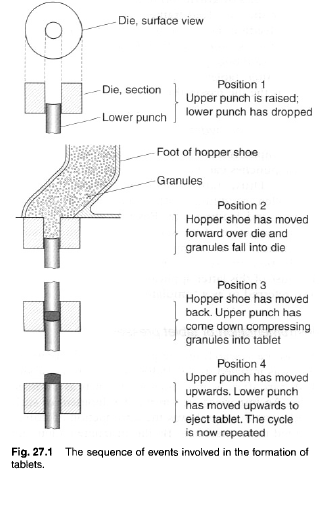 Die, surface view
Die, section
Lower punch
Position 1
Upper punch is raised;
lower punch has dropped
Foot of hopper shoe
Granules
Position 2
Hopper shoe has moved
forward over die and
granules fall into die
Position 3
Hopper shoe has moved
back. Upper punch has
come down compressing
granules into tablet
Position 4
Upper punch has moved
upwards. Lower punch
has moved upwards to
eject tablet. The cycle
is now repeated
Fig. 27.1 The sequence of events involved in the formation of
tablets.